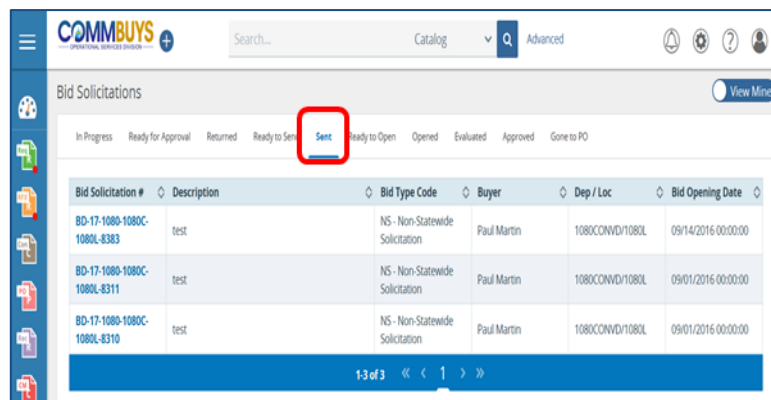 COMMBUYS
OPERATIONAL SERVICES DIVISION
Search... Catalog Advanced
Bid Solicitations View Mine
In Progress Ready for Approval Returned Ready to Send Sent Ready to Open Opened Evaluated Approved Gone to PO
Bid Solicitation # Description Bid Type Code Buyer Dep / Loc Bid Opening Date
BD-17-1080-1080C- test NS - Non-Statewide Paul Martin 1080CONVD/1080L 09/14/2016 00:00:00
1080L-8383 Solicitation
BD-17-1080-1080C- test NS - Non-Statewide Paul Martin 1080CONVD/1080L 09/01/2016 00:00:00
1080L-8311 Solicitation
BD-17-1080-1080C- test NS - Non-Statewide Paul Martin 1080CONVD/1080L 09/01/2016 00:00:00
1080L-8310 Solicitation
1-3 of 3 « < 1 > »